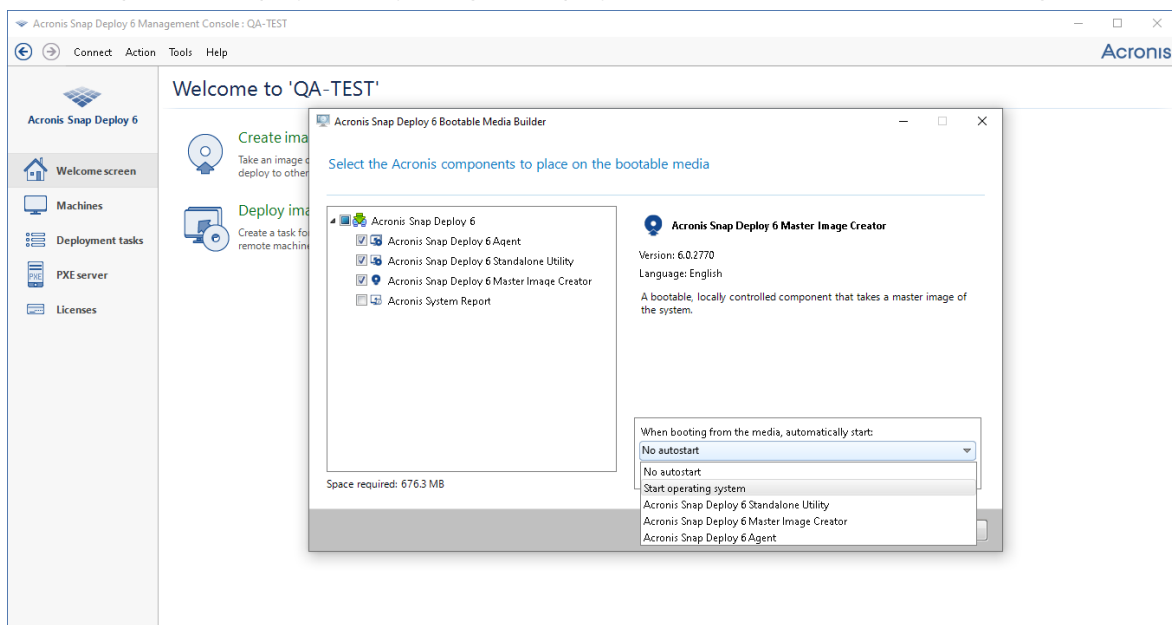 Acronis Snap Deploy 6 Management Console : QA-TEST
Connect Action Tools Help
Acronis
Acronis Snap Deploy 6
Welcome screen
Machines
Deployment tasks
PXE
PXE server
Licenses
Welcome to 'QA-TEST'
Create ima
Take an image o
deploy to other
Deploy ima
Create a task fo
remote machin
Acronis Snap Deploy 6 Bootable Media Builder
Select the Acronis components to place on the bootable media
Acronis Snap Deploy 6
Acronis Snap Deploy 6 Agent
Acronis Snap Deploy 6 Standalone Utility
Acronis Snap Deploy 6 Master Image Creator
Acronis System Report
Space required: 676.3 MB
Acronis Snap Deploy 6 Master Image Creator
Version: 6.0.2770
Language: English
A bootable, locally controlled component that takes a master image of
the system.
When booting from the media, automatically start:
No autostart
No autostart
Start operating system
Acronis Snap Deploy 6 Standalone Utility
Acronis Snap Deploy 6 Master Image Creator
Acronis Snap Deploy 6 Agent